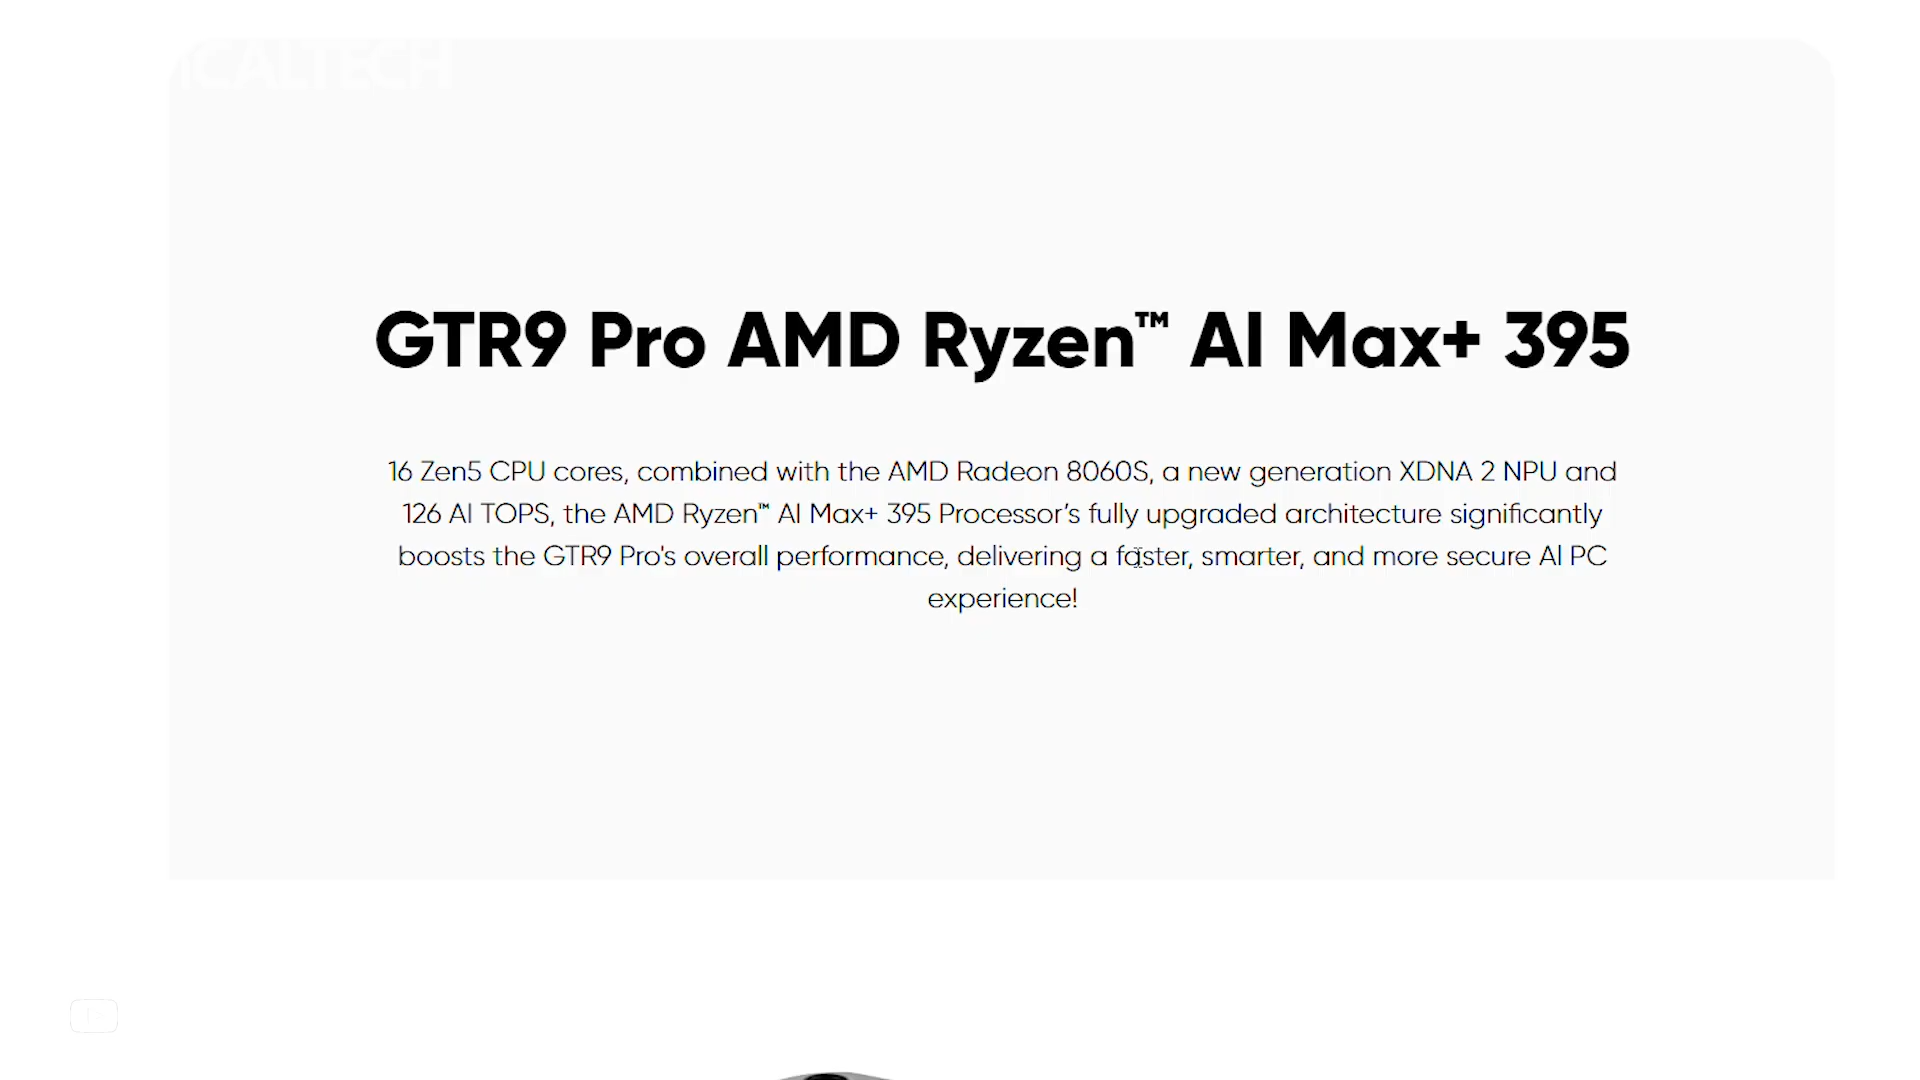 GTR9 Pro AMD Ryzen™ AI Max+ 395
16 Zen5 CPU cores, combined with the AMD Radeon 8060S, a new generation XDNA 2 NPU and
126 AI TOPS, the AMD Ryzen™ AI Max+ 395 Processor's fully upgraded architecture significantly
boosts the GTR9 Pro's overall performance, delivering a faster, smarter, and more secure AI PC
experience!